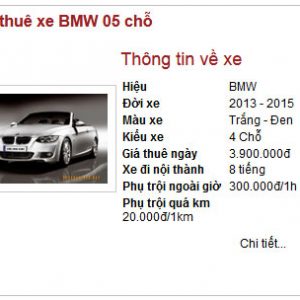 thuê xe BMW 05 chỗ
Thông tin về xe
Hiệu BMW
Đời xe 2013 - 2015
Màu xe Trắng - Đen
Kiểu xe 4 Chỗ
Giá thuê ngày 3.900.000đ
Xe đi nội thành 8 tiếng
Phụ trội ngoài giờ 300.000đ/1h
Phụ trội quá km
20.000đ/1km
Chi tiết...